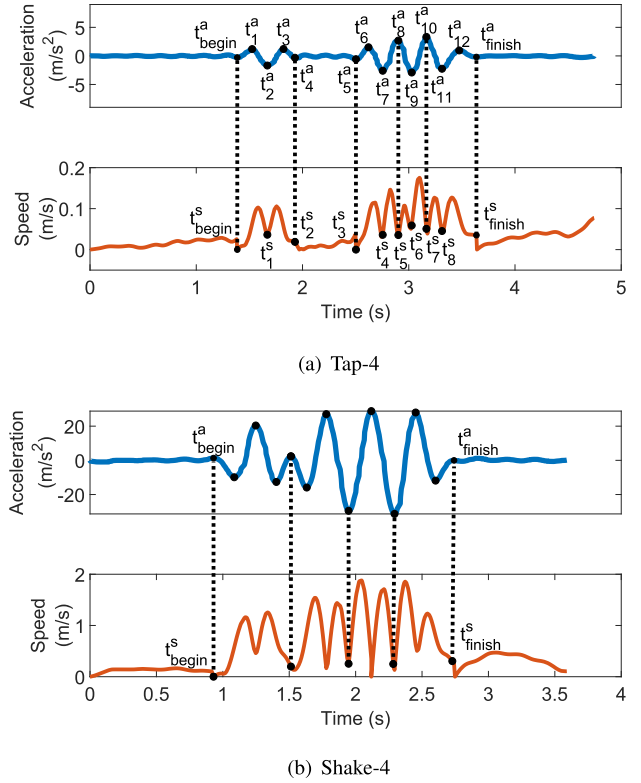 Acceleration
(m/s²)
5
0
-5
t^a_begin t^a_1 t^a_3 t^a_6 t^a_8 t^a_10 t^a_12 t^a_finish
t^a_2 t^a_4 t^a_5 t^a_7 t^a_9 t^a_11
Speed
(m/s)
0.2
0.1
0
t^s_begin t^s_2 t^s_3 t^s_finish
t^s_1 t^s_4 t^s_5 t^s_6 t^s_7 t^s_8
0 1 2 3 4 5
Time (s)
(a) Tap-4
Acceleration
(m/s²)
20
0
-20
t^a_begin t^a_finish
Speed
(m/s)
2
1
0
t^s_begin t^s_finish
0 0.5 1 1.5 2 2.5 3 3.5 4
Time (s)
(b) Shake-4